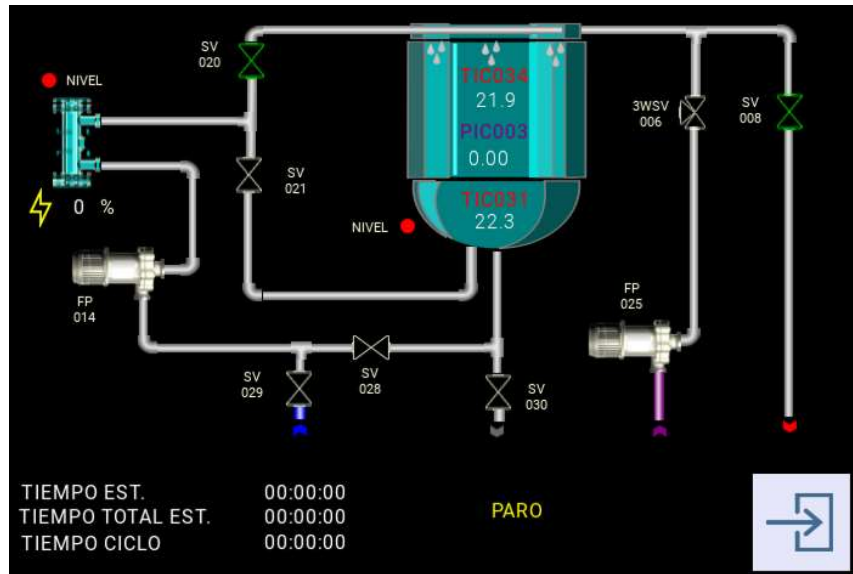 SV
020
NIVEL
TIC034
21.9
3WSV
006
SV
008
PIC003
0.00
SV
021
TIC031
22.3
0 %
NIVEL
FP
014
FP
025
SV
029
SV
028
SV
030
TIEMPO EST. 00:00:00
TIEMPO TOTAL EST. 00:00:00
TIEMPO CICLO 00:00:00
PARO